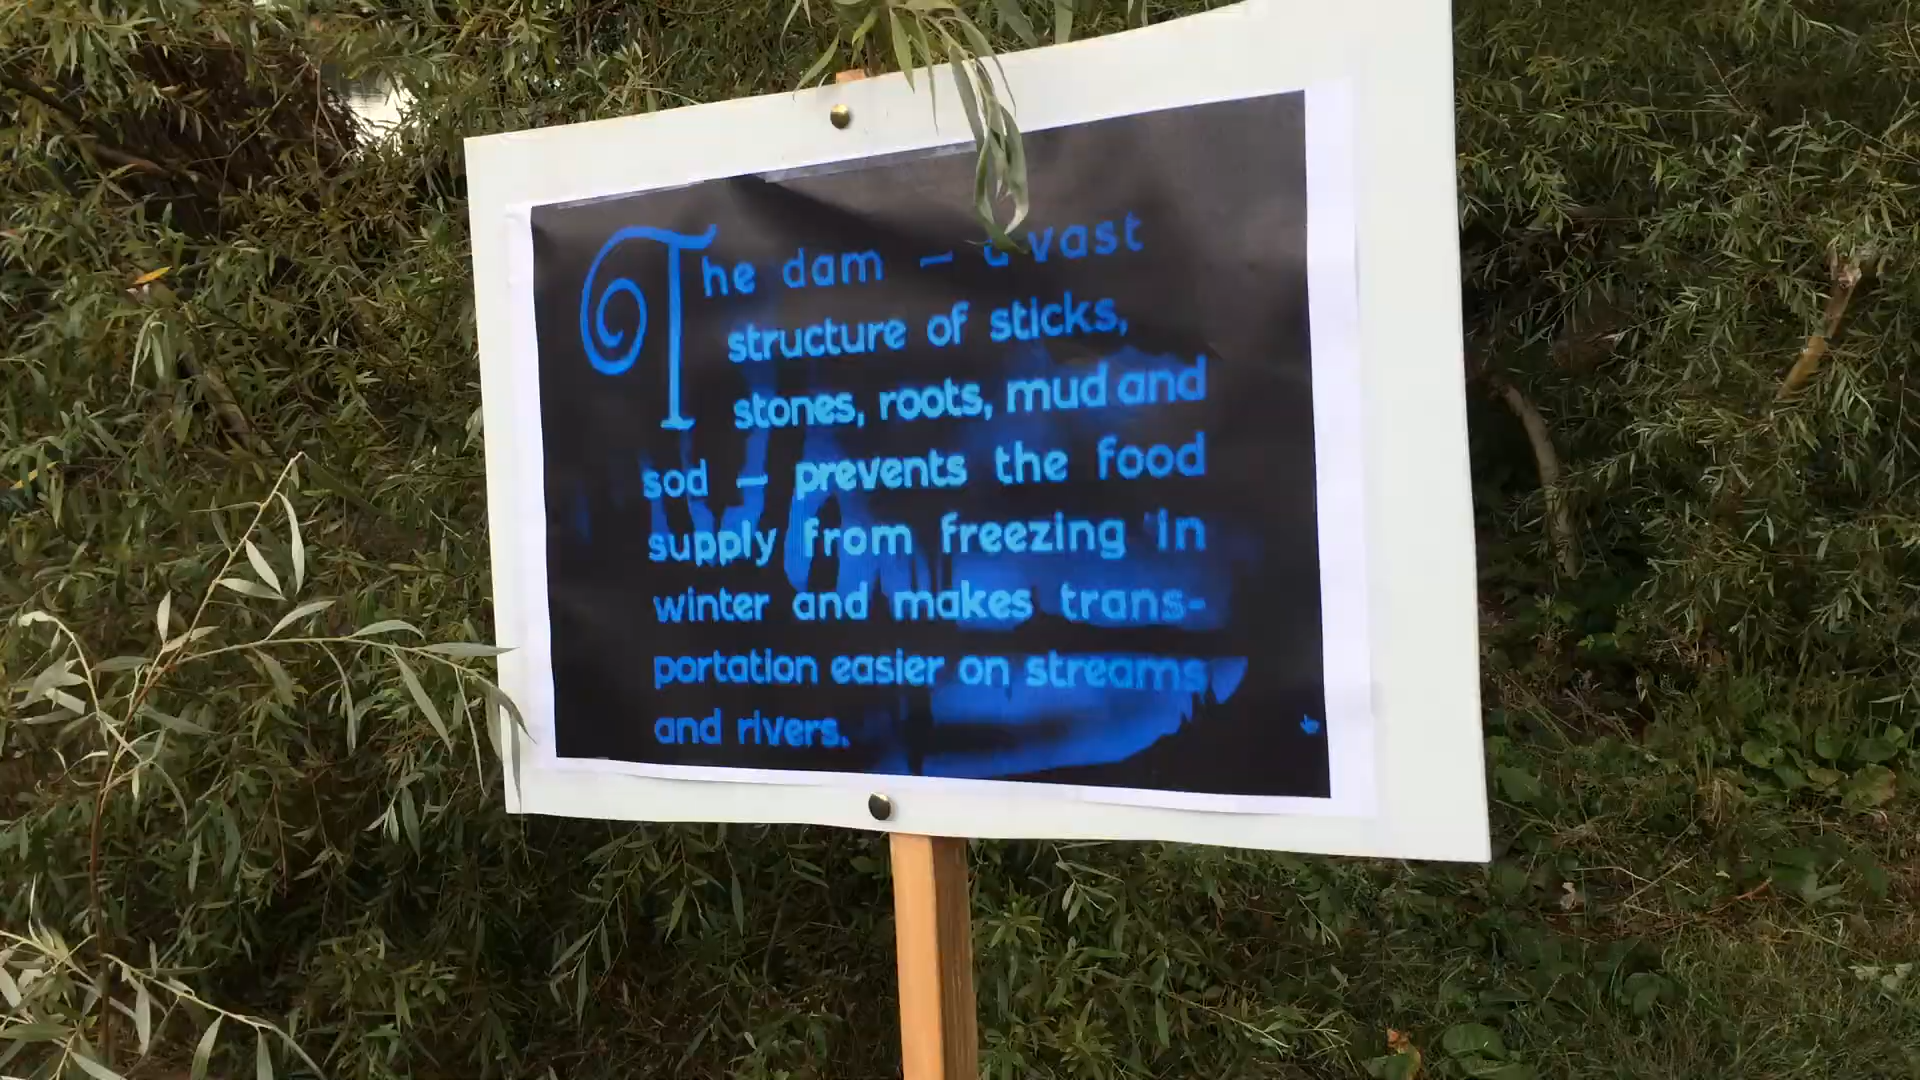 The dam — a vast
structure of sticks,
stones, roots, mud and
sod — prevents the food
supply from freezing in
winter and makes trans-
portation easier on streams
and rivers.